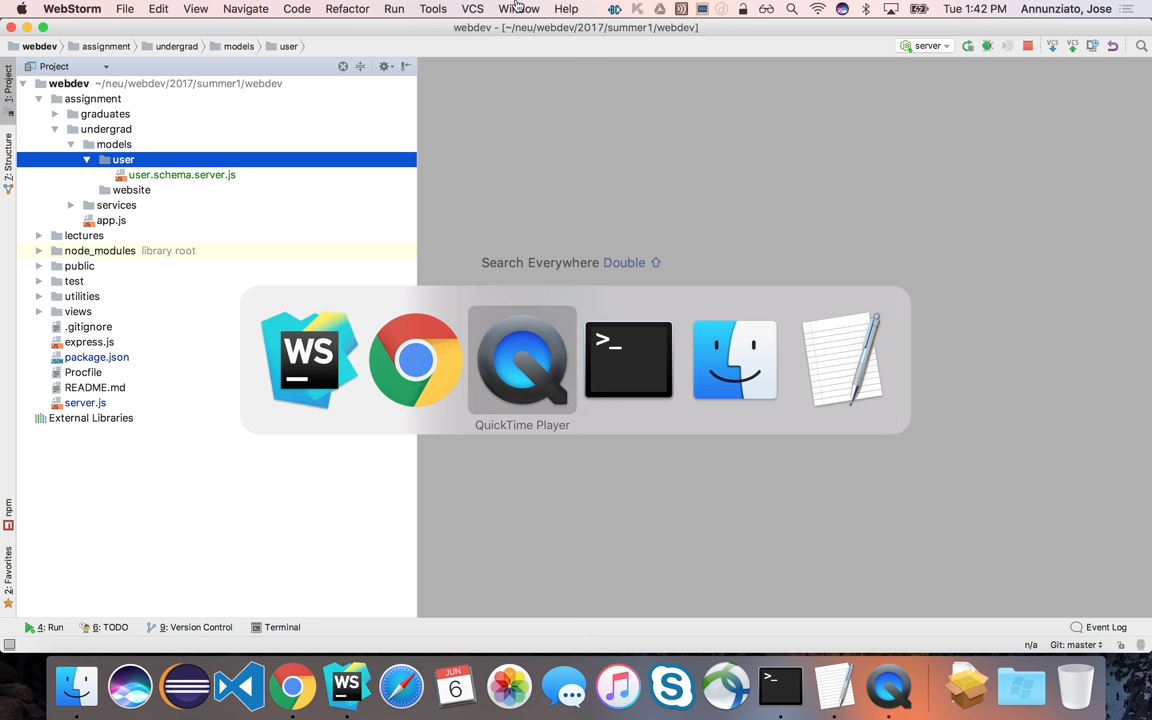 WebStorm File Edit View Navigate Code Refactor Run Tools VCS Window Help Tue 1:42 PM Annunziato, Jose
webdev - [~/neu/webdev/2017/summer1/webdev]
webdev assignment undergrad models user server VCS VCS
1: Project
Z: Structure
npm
2: Favorites
Project
webdev ~/neu/webdev/2017/summer1/webdev
assignment
graduates
undergrad
models
user
user.schema.server.js
website
services
app.js
lectures
node_modules library root
public
test
utilities
views
.gitignore
express.js
package.json
Procfile
README.md
server.js
External Libraries
Search Everywhere Double ⇧
WS
>_
QuickTime Player
4: Run 6: TODO 9: Version Control Terminal Event Log
n/a Git: master
WS JUN 6 >_